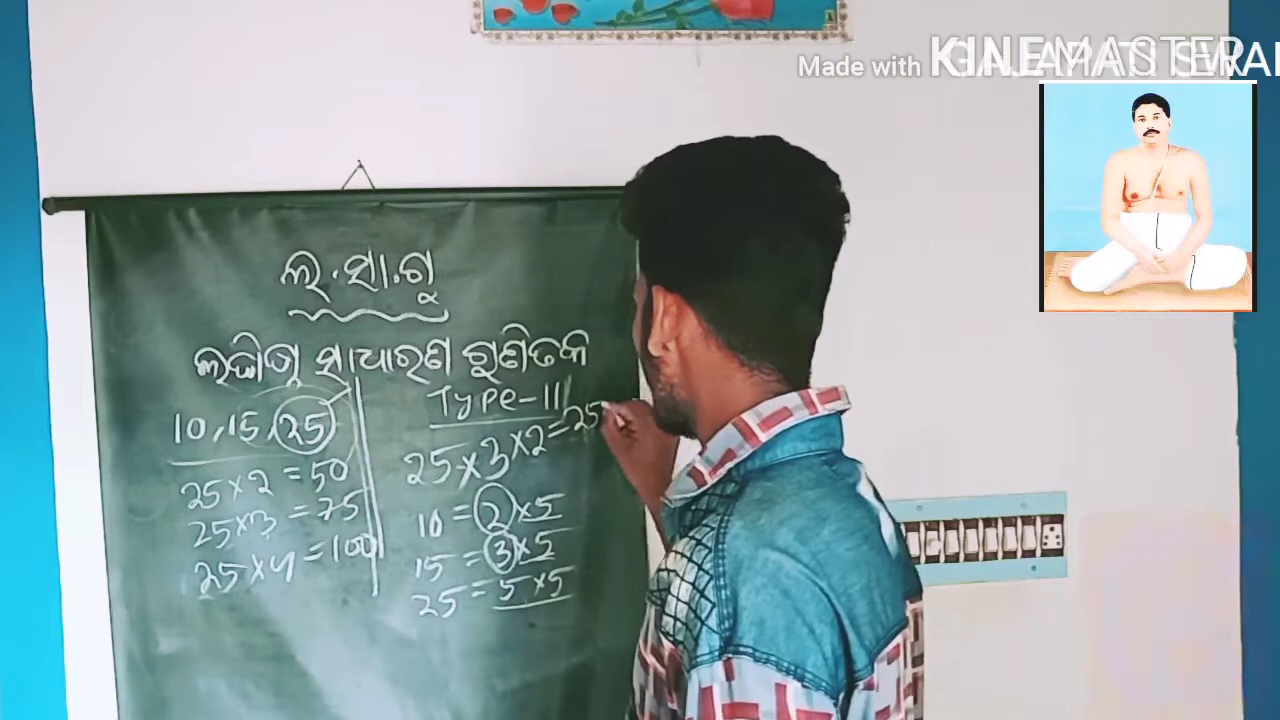 Made with KINEMASTER
ଲ.ସା.ଗୁ
ଲଘିଷ୍ଠ ସାଧାରଣ ଗୁଣିତକ
10,15,25
25×2 = 50
25×3 = 75
25×4 = 100
Type-II
25×3×2=25
10 = 2×5
15 = 3×5
25 = 5×5